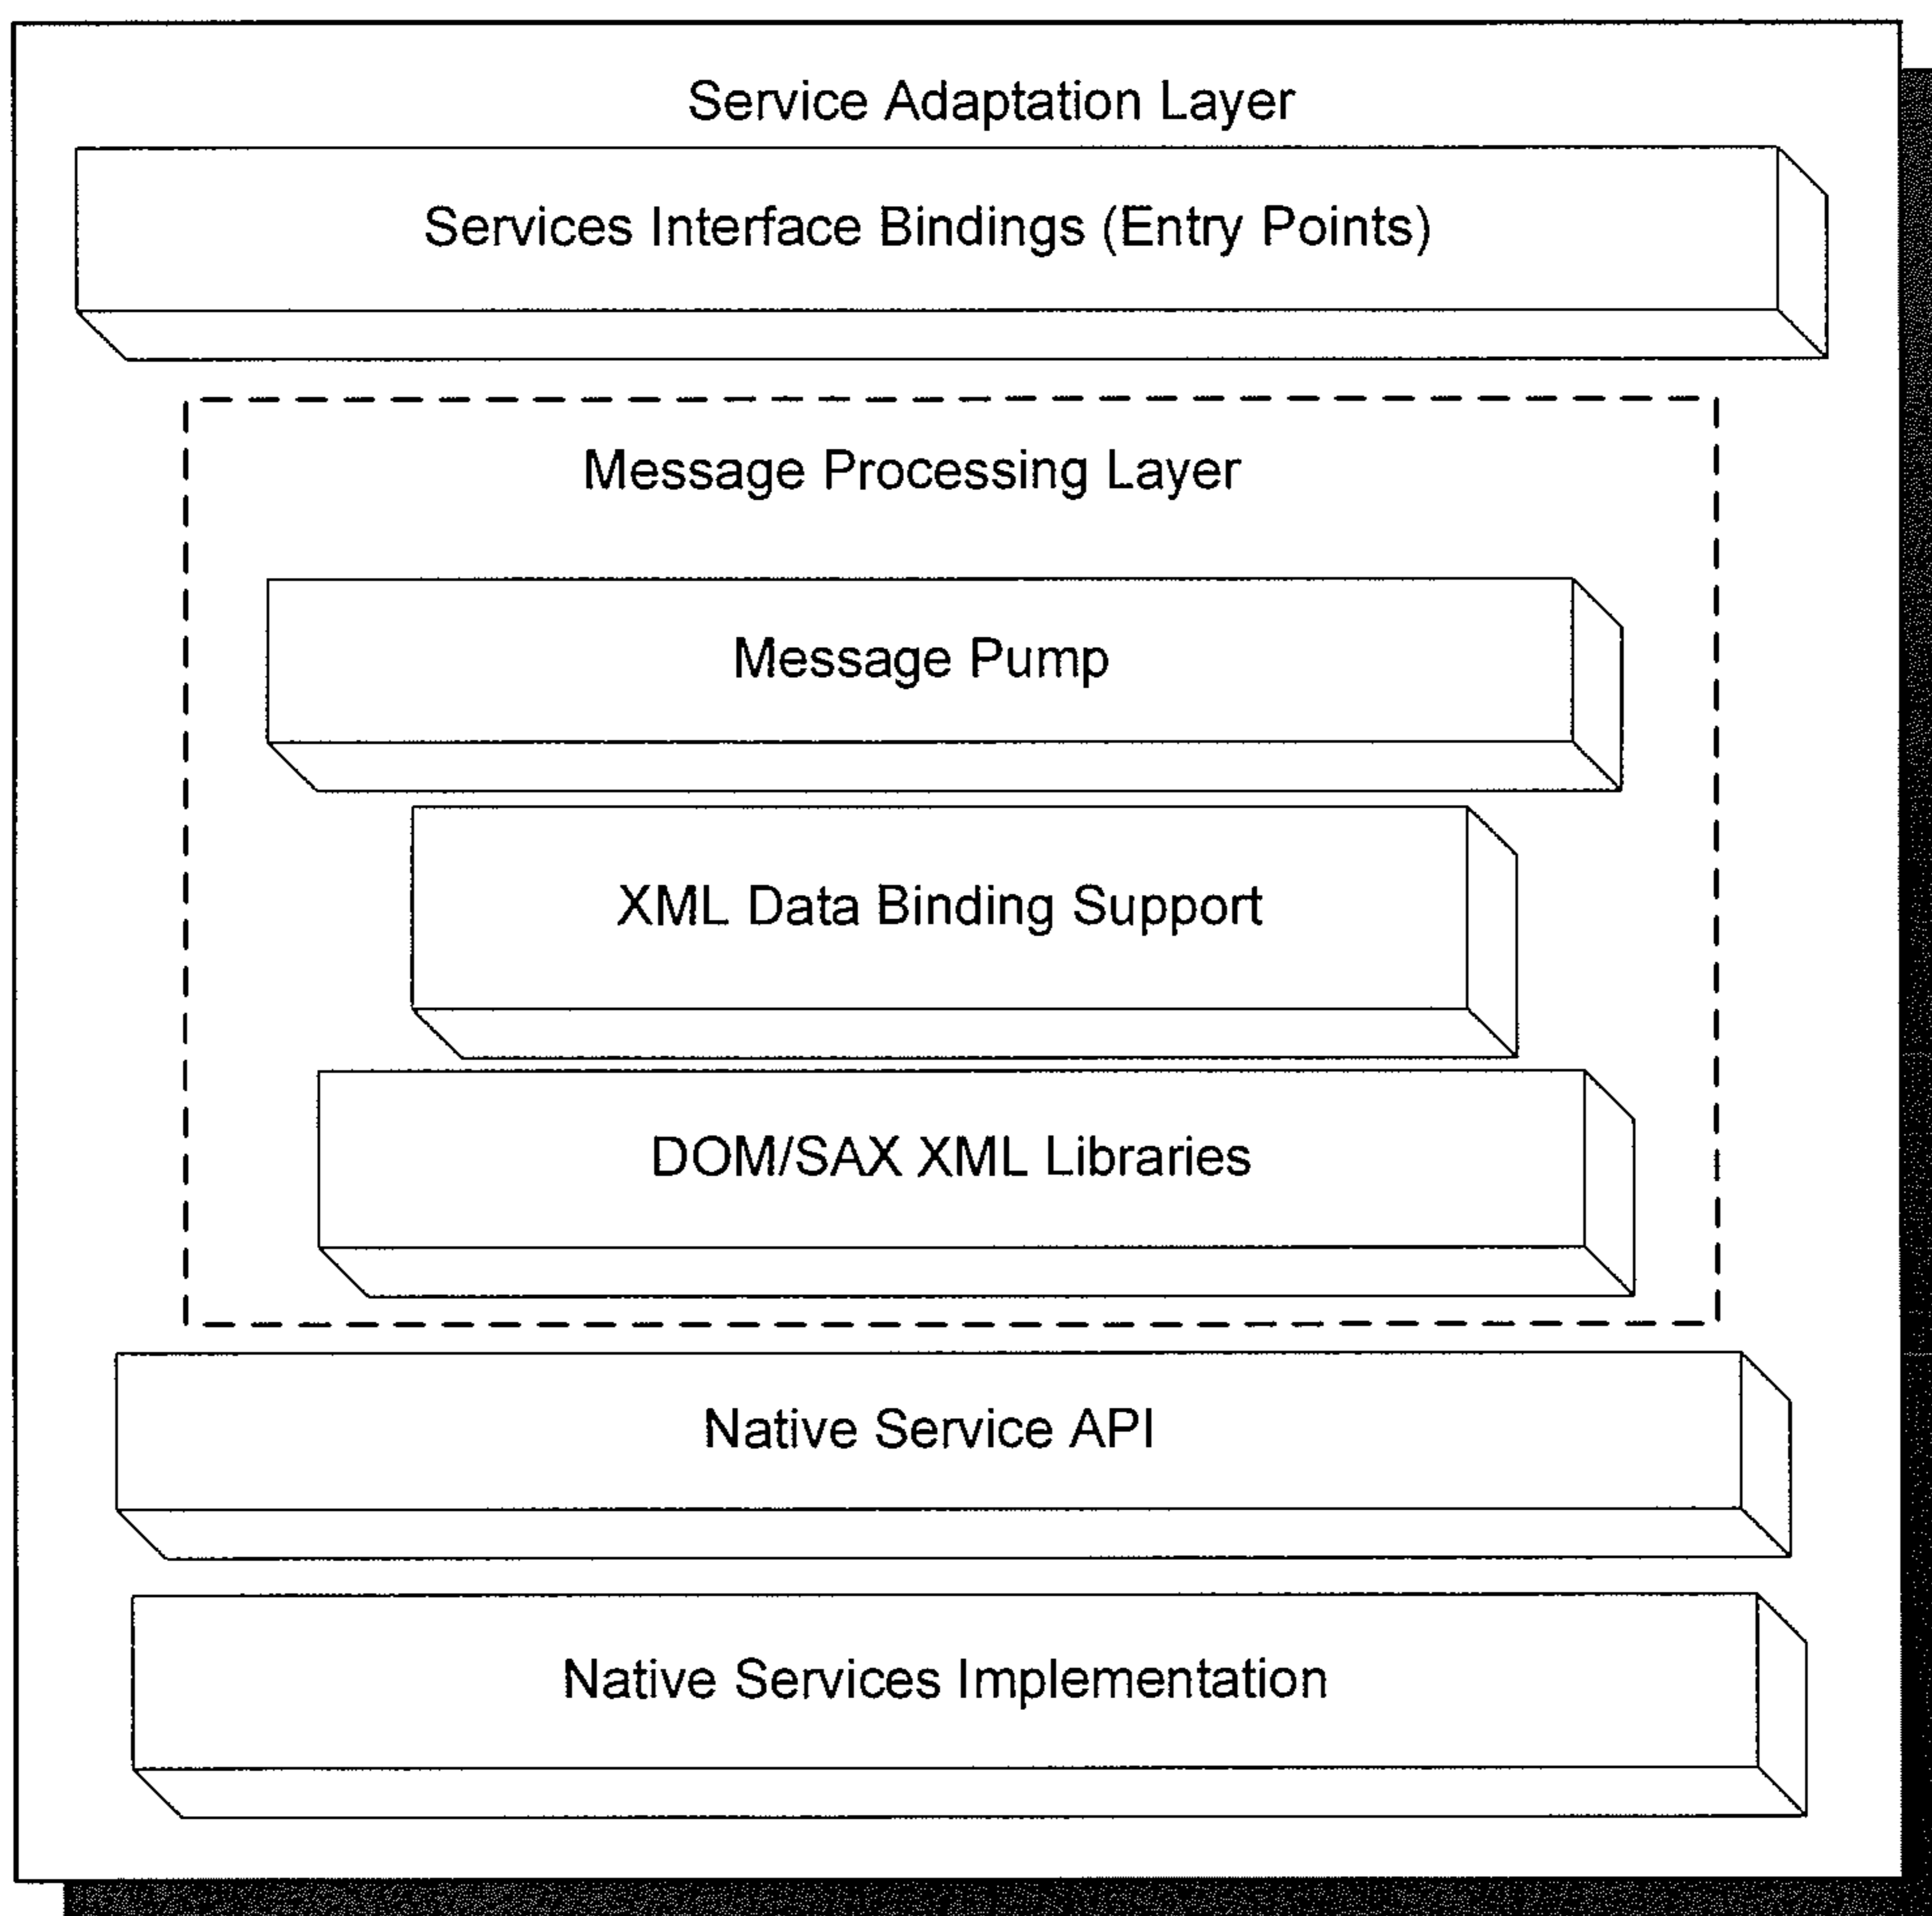 Service Adaptation Layer
Services Interface Bindings (Entry Points)
Message Processing Layer
Message Pump
XML Data Binding Support
DOM/SAX XML Libraries
Native Service API
Native Services Implementation